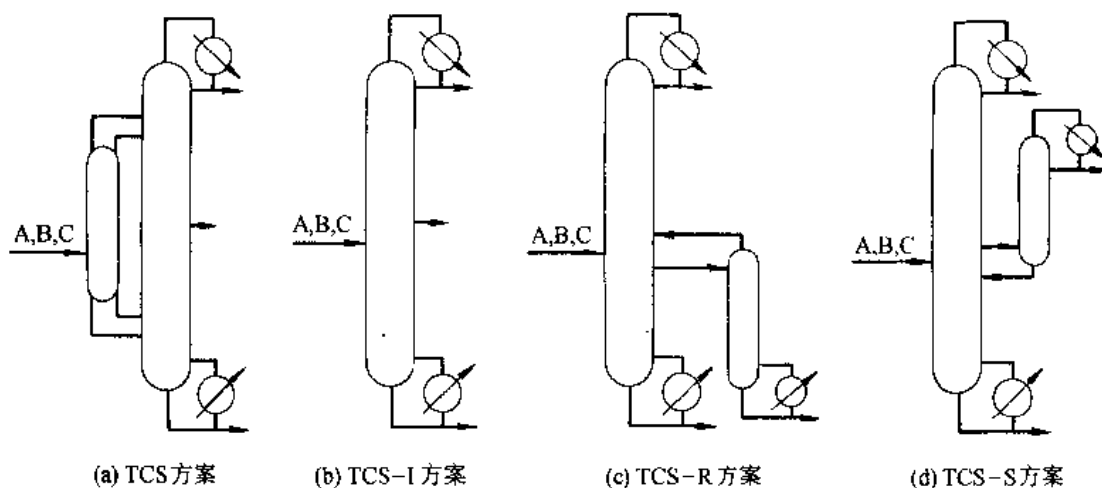 A,B,C
A,B,C
A,B,C
A,B,C
(a) TCS方案
(b) TCS-I 方案
(c) TCS-R 方案
(d) TCS-S方案